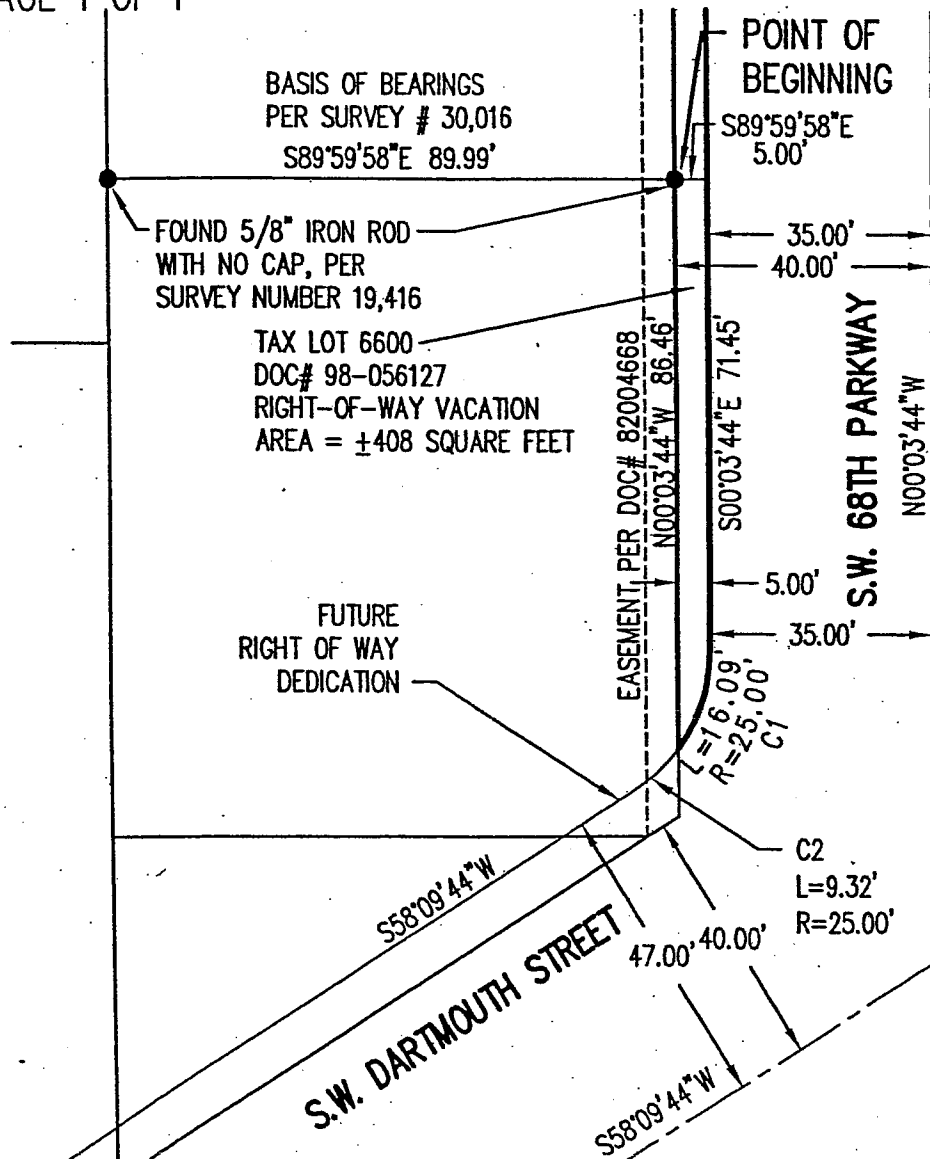 PAGE 1 OF 1
POINT OF
BEGINNING
BASIS OF BEARINGS
PER SURVEY # 30,016
S89°59'58"E 89.99'
S89°59'58"E
5.00'
FOUND 5/8" IRON ROD
WITH NO CAP, PER
SURVEY NUMBER 19,416
35.00'
40.00'
TAX LOT 6600
DOC# 98-056127
RIGHT-OF-WAY VACATION
AREA = ±408 SQUARE FEET
EASEMENT PER DOC# 82004668
N00°03'44"W 86.46'
S00°03'44"E 71.45'
S.W. 68TH PARKWAY
N00°03'44"W
5.00'
35.00'
FUTURE
RIGHT OF WAY
DEDICATION
L=16.09'
R=25.00'
C1
C2
L=9.32'
R=25.00'
S58°09'44"W
47.00'
40.00'
S.W. DARTMOUTH STREET
S58°09'44"W